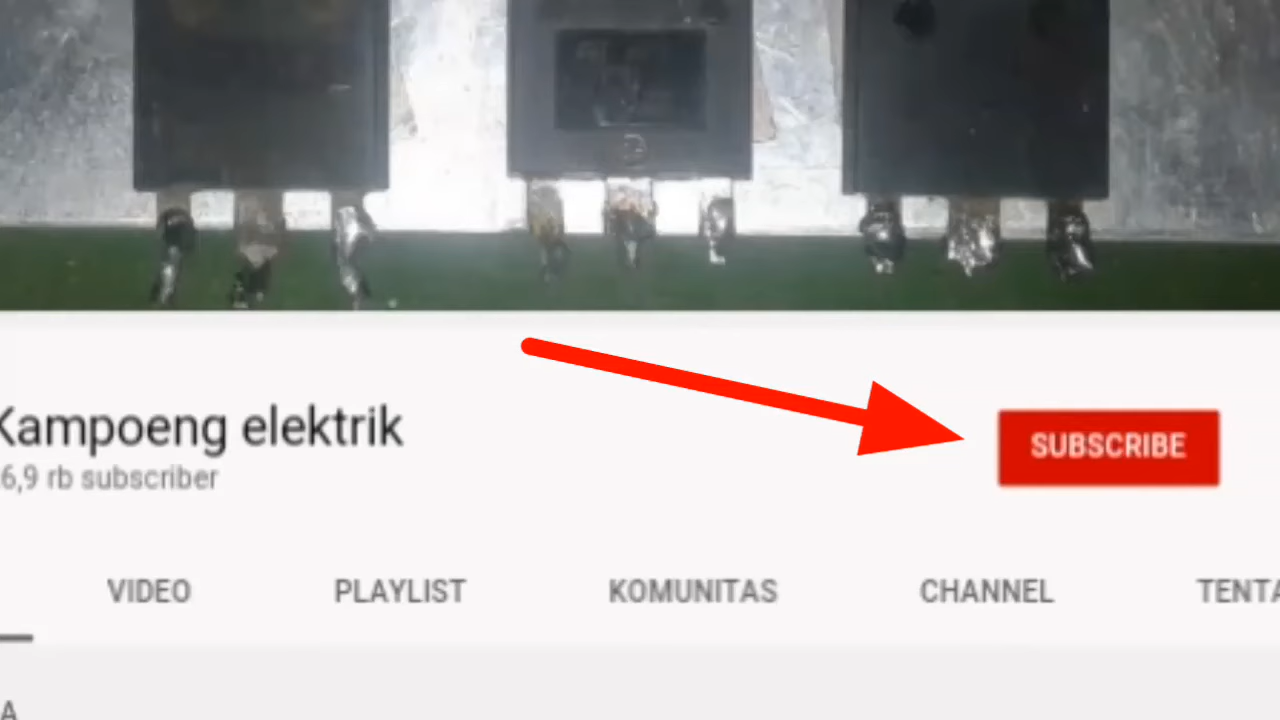 Kampoeng elektrik
6,9 rb subscriber
SUBSCRIBE
VIDEO PLAYLIST KOMUNITAS CHANNEL TENTA
A